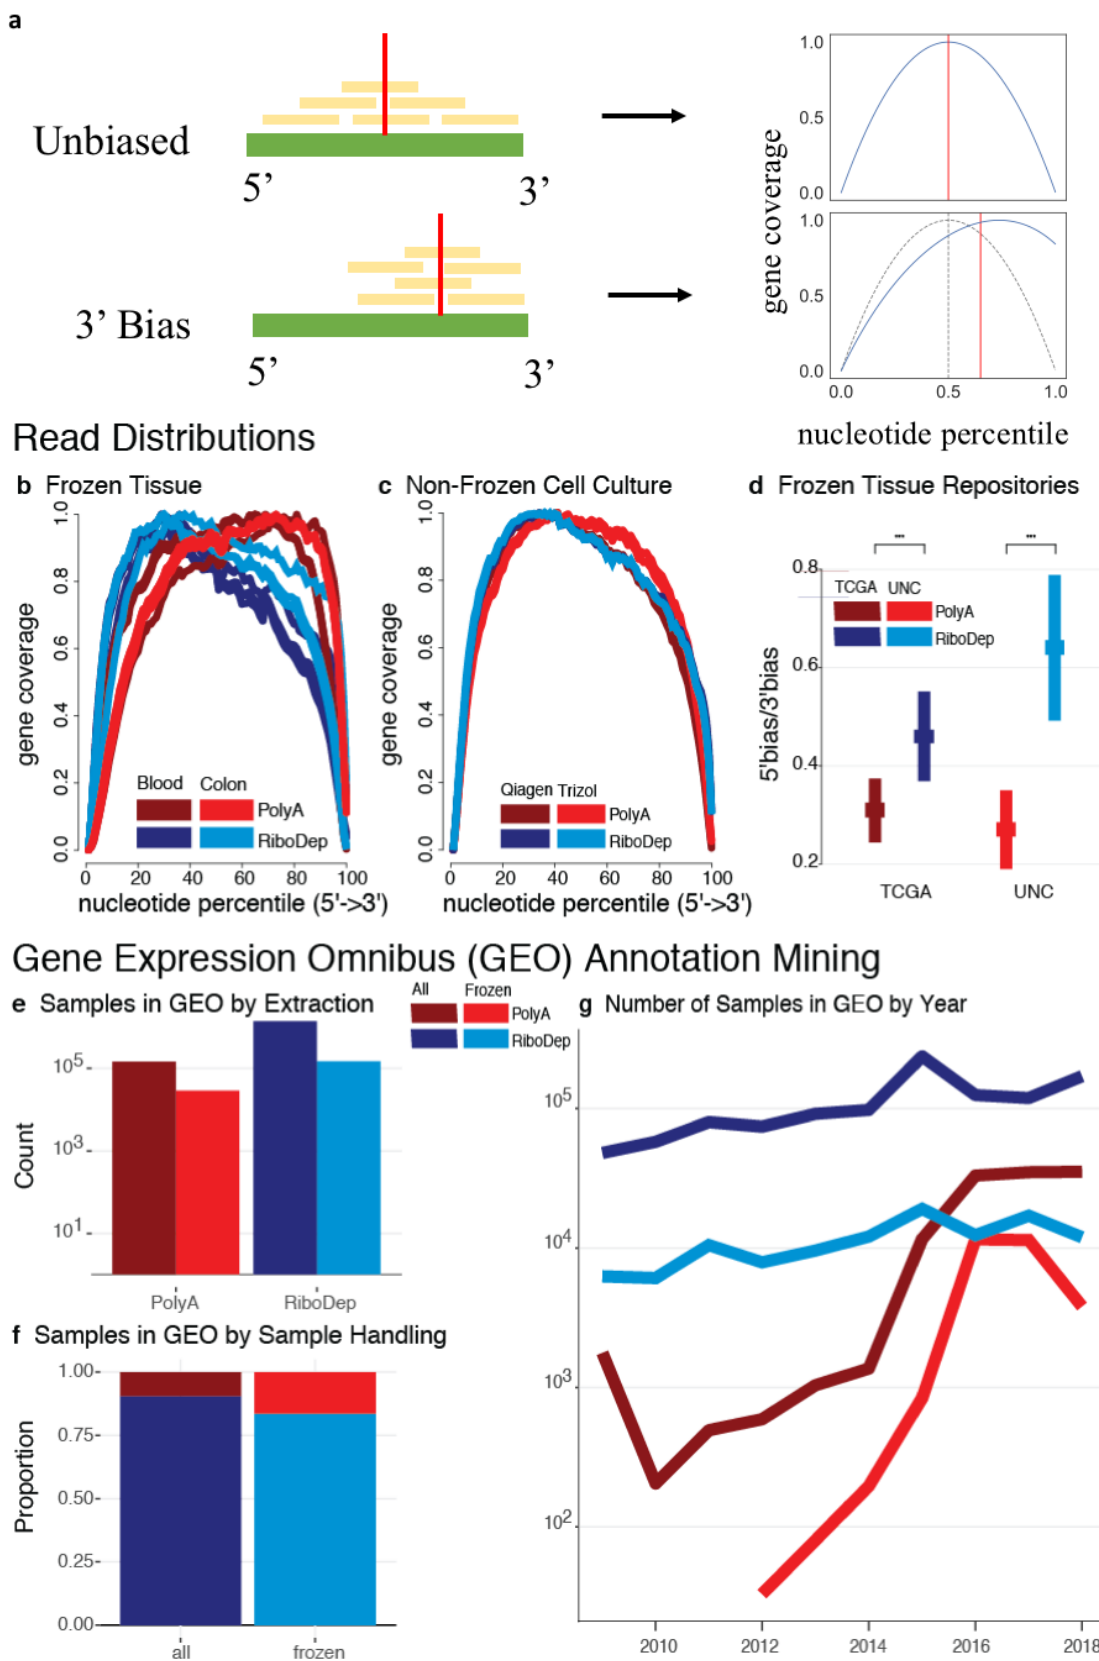 a
Unbiased
5’
3’
3’ Bias
5’
3’
gene coverage
1.0
0.5
0.0
1.0
0.5
0.0
0.0 0.5 1.0
nucleotide percentile
Read Distributions
b Frozen Tissue
gene coverage
1.0
0.8
0.6
0.4
0.2
0.0
Blood Colon
PolyA
RiboDep
0 20 40 60 80 100
nucleotide percentile (5'->3')
c Non-Frozen Cell Culture
gene coverage
1.0
0.8
0.6
0.4
0.2
0.0
Qiagen Trizol
PolyA
RiboDep
0 20 40 60 80 100
nucleotide percentile (5'->3')
d Frozen Tissue Repositories
***
***
5'bias/3'bias
0.8
0.6
0.4
0.2
TCGA UNC
PolyA
RiboDep
TCGA UNC
Gene Expression Omnibus (GEO) Annotation Mining
e Samples in GEO by Extraction
All Frozen
PolyA
RiboDep
Count
10^5
10^3
10^1
PolyA RiboDep
f Samples in GEO by Sample Handling
Proportion
1.00
0.75
0.50
0.25
0.00
all frozen
g Number of Samples in GEO by Year
10^5
10^4
10^3
10^2
2010 2012 2014 2016 2018